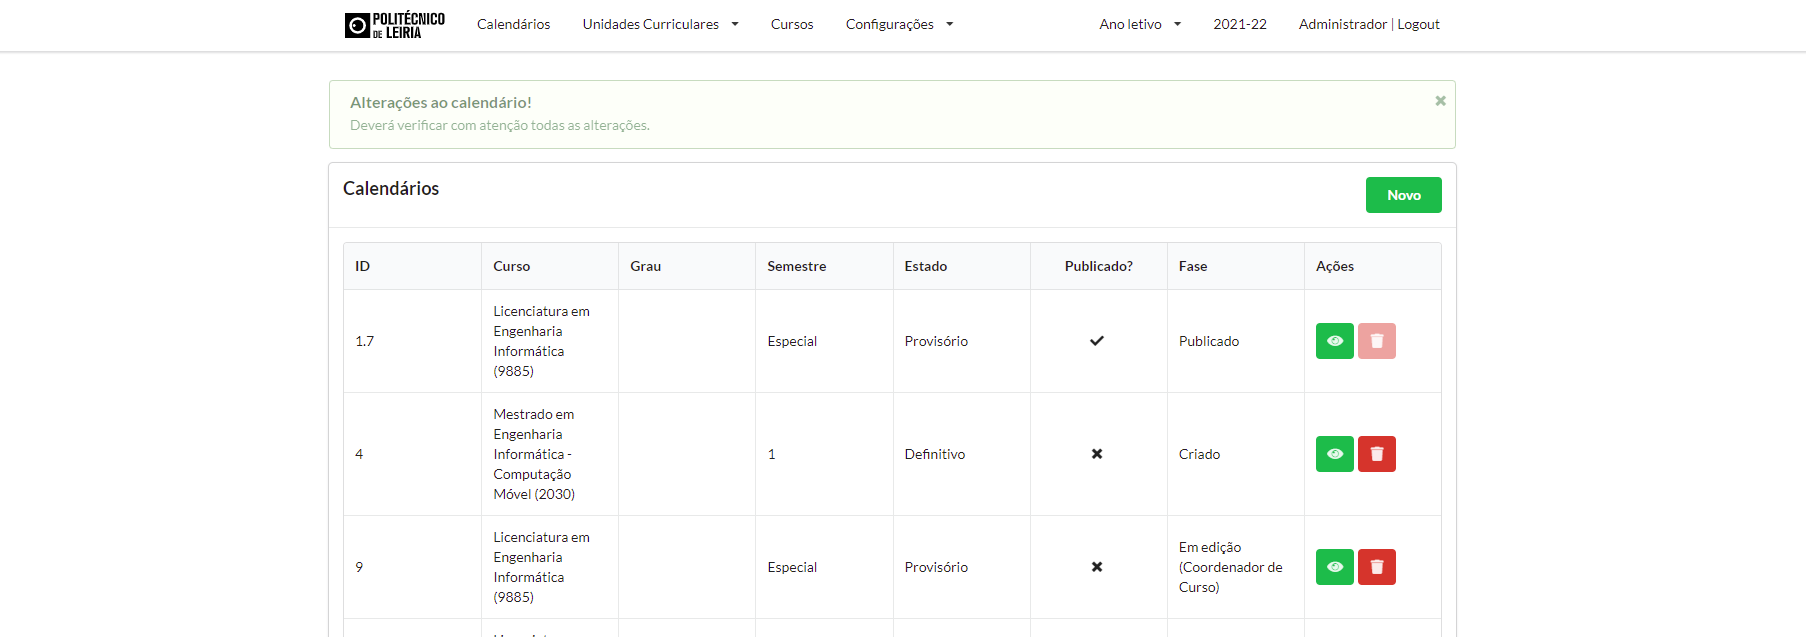 POLITÉCNICO
DE LEIRIA
Calendários Unidades Curriculares Cursos Configurações Ano letivo 2021-22 Administrador | Logout
Alterações ao calendário!
Deverá verificar com atenção todas as alterações.
Calendários
Novo
ID Curso Grau Semestre Estado Publicado? Fase Ações
1.7
Licenciatura em
Engenharia
Informática
(9885)
Especial
Provisório
Publicado
4
Mestrado em
Engenharia
Informática -
Computação
Móvel (2030)
1
Definitivo
Criado
9
Licenciatura em
Engenharia
Informática
(9885)
Especial
Provisório
Em edição
(Coordenador de
Curso)